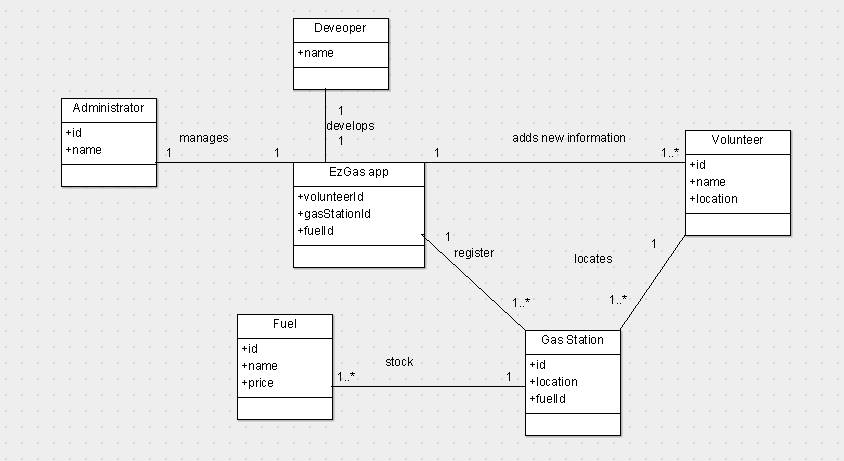 Deveoper
+name
1
develops
1
Administrator
+id
+name
manages
1
1
EzGas app
+volunteerId
+gasStationId
+fuelId
adds new information
1
1..*
Volunteer
+id
+name
+location
1
register
1..*
1
locates
1..*
Fuel
+id
+name
+price
stock
1..*
1
Gas Station
+id
+location
+fuelId